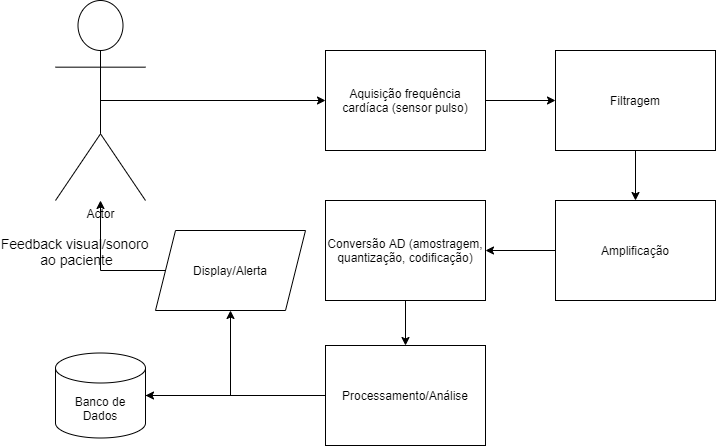 Aquisição frequência
cardíaca (sensor pulso)
Filtragem
Actor
Feedback visual/sonoro
ao paciente
Display/Alerta
Conversão AD (amostragem,
quantização, codificação)
Amplificação
Banco de
Dados
Processamento/Análise